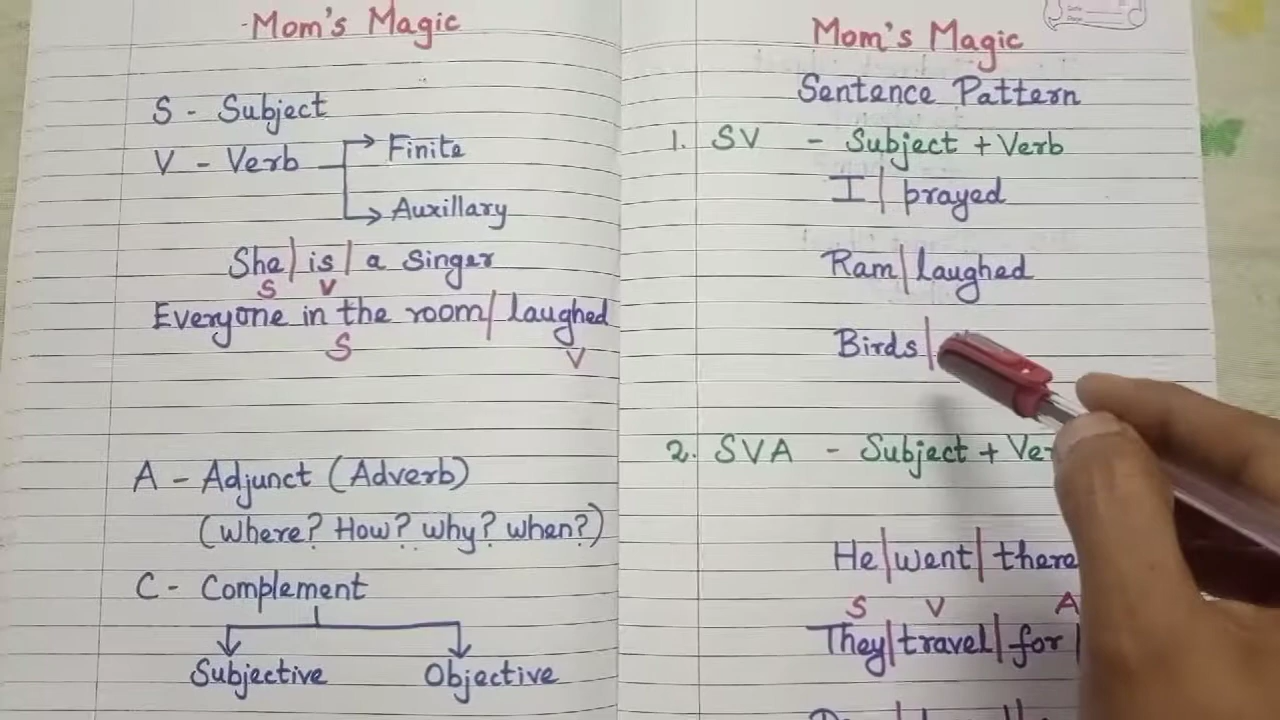 Mom's Magic
S - Subject
V - Verb
Finite
Auxillary
She | is | a singer
S V
Everyone in the room | laughed
S V
A - Adjunct (Adverb)
(Where? How? Why? when?)
C - Complement
Subjective Objective
Mom's Magic
Sentence Pattern
1. SV - Subject + Verb
I | prayed
Ram | laughed
Birds |
2. SVA - Subject +
He | went | there
S V A
They | travel | for |